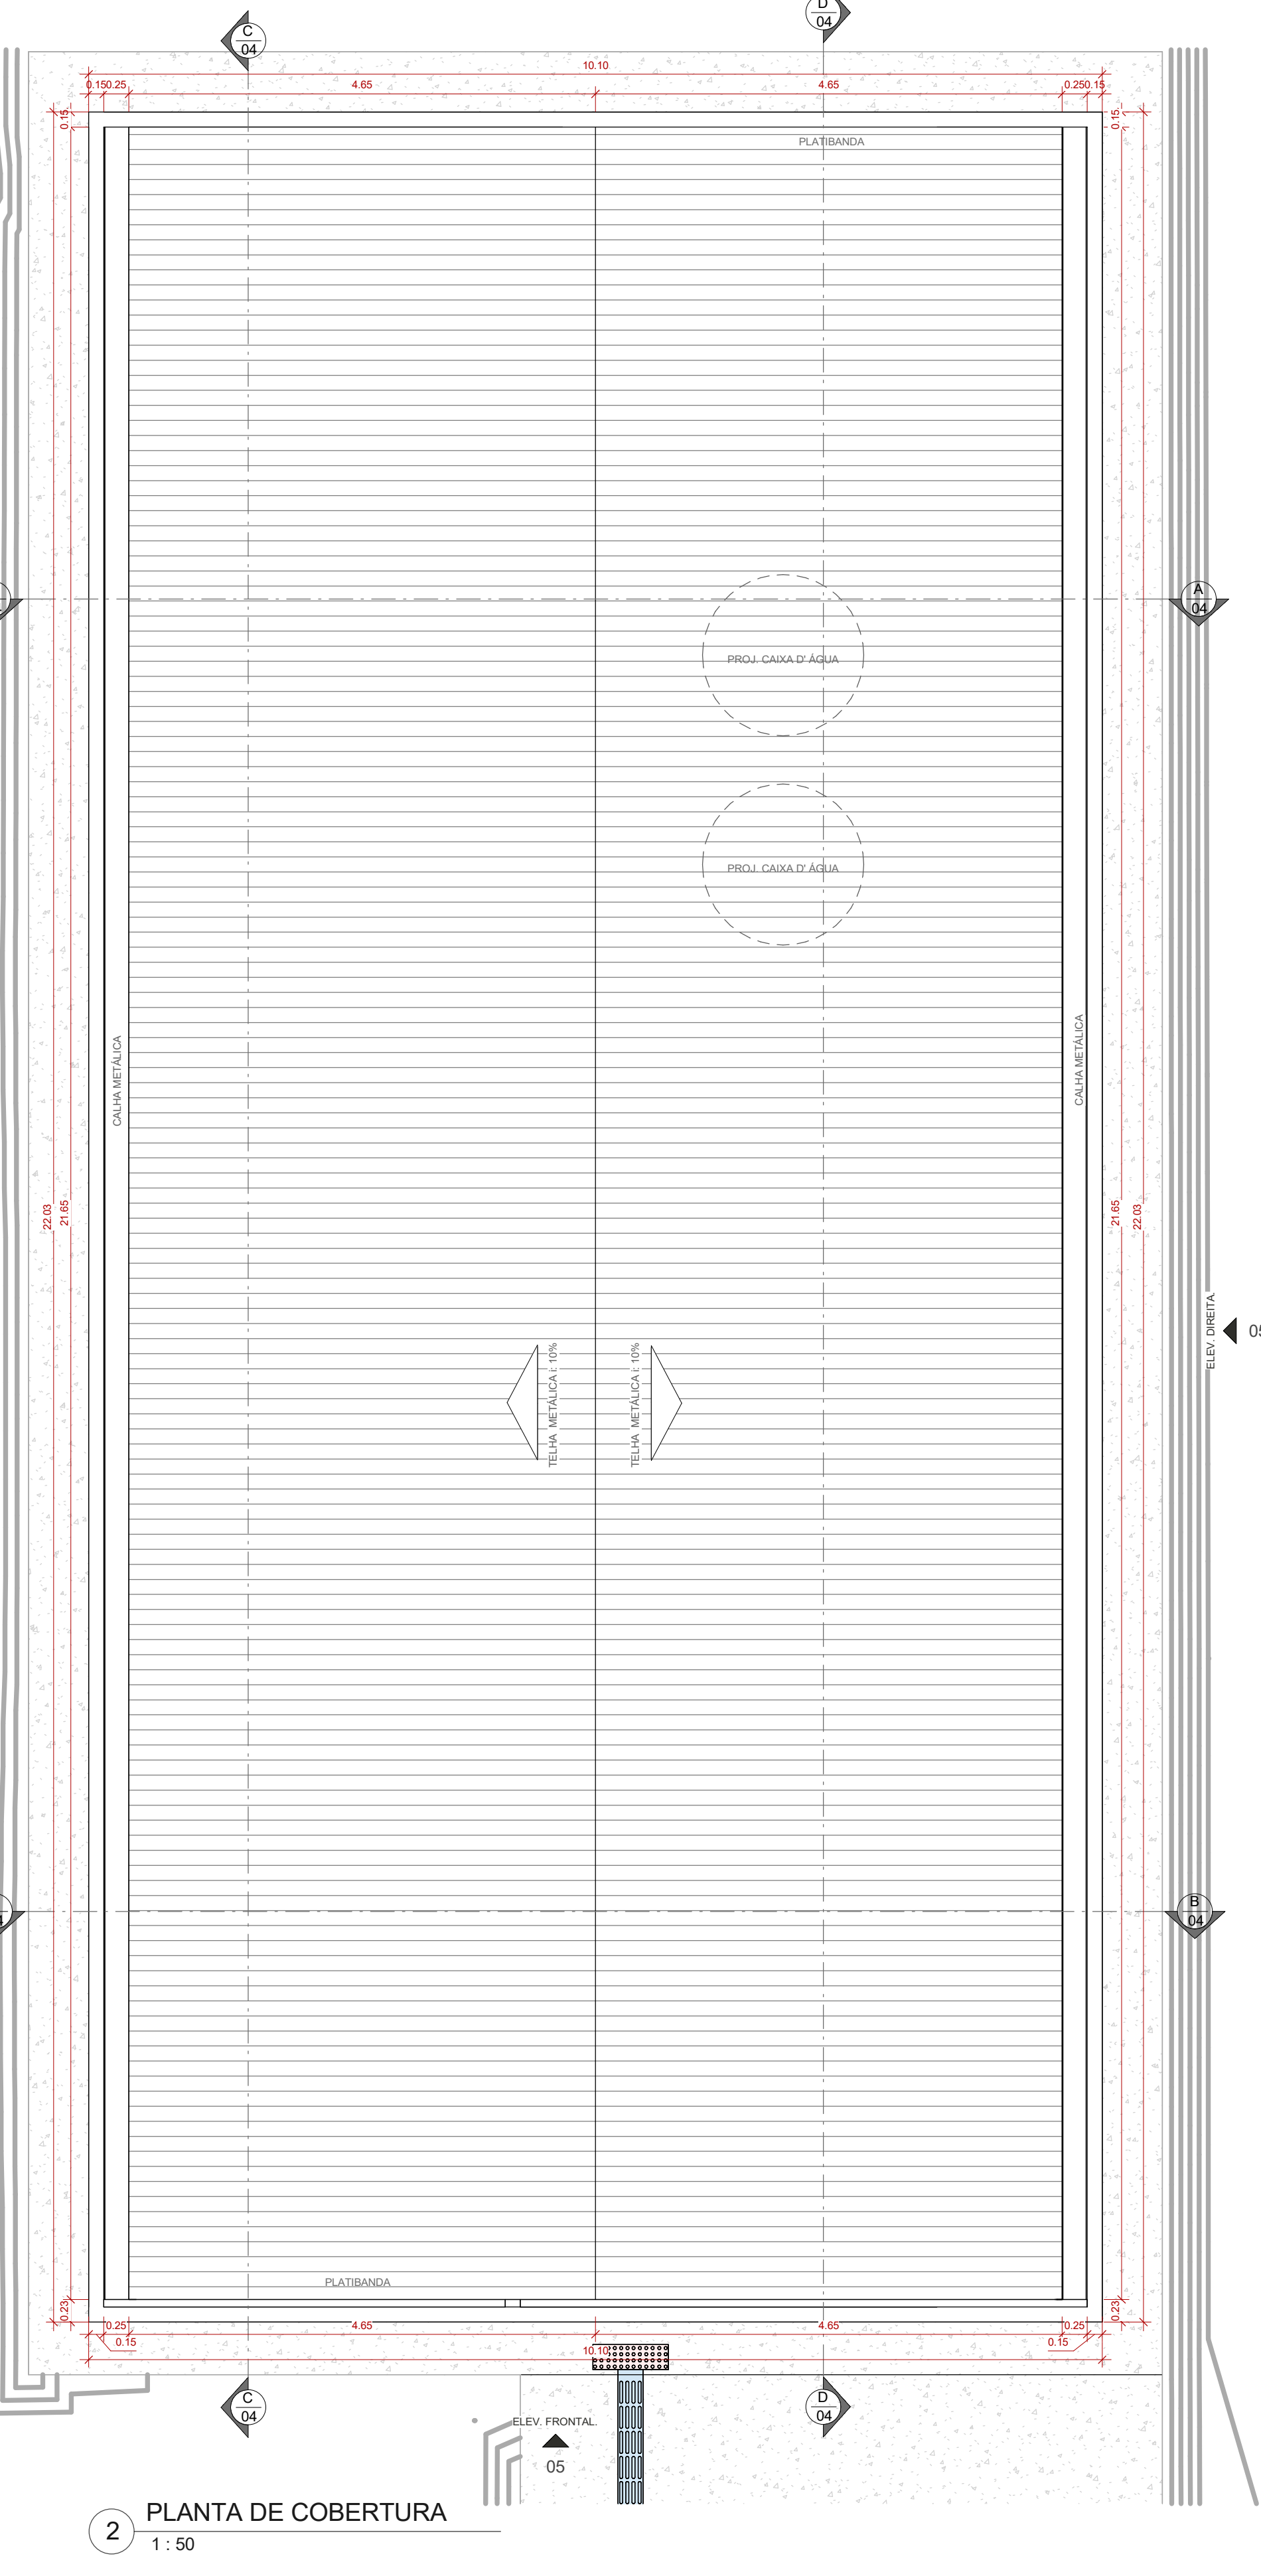 D
04
C
04
10.10
0.15
0.25
4.65
4.65
0.25
0.15
0.15
0.15
PLATIBANDA
A
04
PROJ. CAIXA D' ÁGUA
PROJ. CAIXA D' ÁGUA
CALHA METÁLICA
CALHA METÁLICA
22.03
21.65
21.65
22.03
ELEV. DIREITA.
05
TELHA METÁLICA i: 10%
TELHA METÁLICA i: 10%
B
04
PLATIBANDA
0.23
0.23
0.25
4.65
4.65
0.25
0.15
0.15
10.10
C
04
D
04
ELEV. FRONTAL.
05
2
PLANTA DE COBERTURA
1 : 50